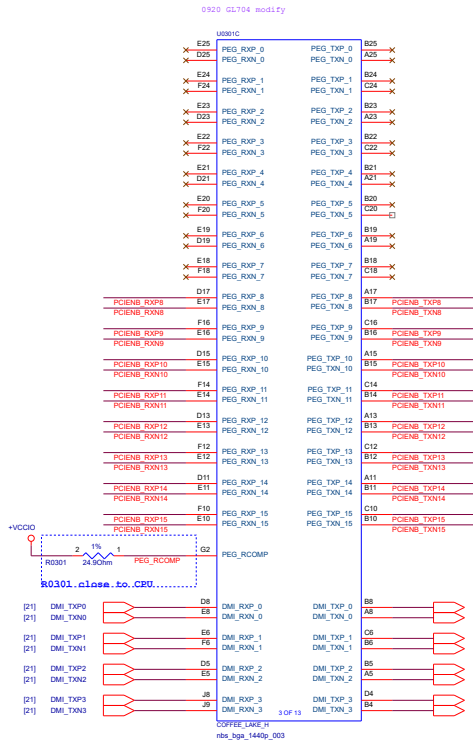 0920 GL704 modify
U0301C
E25 PEG_RXP_0 PEG_TXP_0 B25
D25 PEG_RXN_0 PEG_TXN_0 A25
E24 PEG_RXP_1 PEG_TXP_1 B24
F24 PEG_RXN_1 PEG_TXN_1 C24
E23 PEG_RXP_2 PEG_TXP_2 B23
D23 PEG_RXN_2 PEG_TXN_2 A23
E22 PEG_RXP_3 PEG_TXP_3 B22
F22 PEG_RXN_3 PEG_TXN_3 C22
E21 PEG_RXP_4 PEG_TXP_4 B21
D21 PEG_RXN_4 PEG_TXN_4 A21
E20 PEG_RXP_5 PEG_TXP_5 B20
F20 PEG_RXN_5 PEG_TXN_5 C20
E19 PEG_RXP_6 PEG_TXP_6 B19
D19 PEG_RXN_6 PEG_TXN_6 A19
E18 PEG_RXP_7 PEG_TXP_7 B18
F18 PEG_RXN_7 PEG_TXN_7 C18
PCIENB_RXP8 D17 PEG_RXP_8 PEG_TXP_8 A17 PCIENB_TXP8
PCIENB_RXN8 E17 PEG_RXN_8 PEG_TXN_8 B17 PCIENB_TXN8
PCIENB_RXP9 F16 PEG_RXP_9 PEG_TXP_9 C16 PCIENB_TXP9
PCIENB_RXN9 E16 PEG_RXN_9 PEG_TXN_9 B16 PCIENB_TXN9
PCIENB_RXP10 D15 PEG_RXP_10 PEG_TXP_10 A15 PCIENB_TXP10
PCIENB_RXN10 E15 PEG_RXN_10 PEG_TXN_10 B15 PCIENB_TXN10
PCIENB_RXP11 F14 PEG_RXP_11 PEG_TXP_11 C14 PCIENB_TXP11
PCIENB_RXN11 E14 PEG_RXN_11 PEG_TXN_11 B14 PCIENB_TXN11
PCIENB_RXP12 D13 PEG_RXP_12 PEG_TXP_12 A13 PCIENB_TXP12
PCIENB_RXN12 E13 PEG_RXN_12 PEG_TXN_12 B13 PCIENB_TXN12
PCIENB_RXP13 F12 PEG_RXP_13 PEG_TXP_13 C12 PCIENB_TXP13
PCIENB_RXN13 E12 PEG_RXN_13 PEG_TXN_13 B12 PCIENB_TXN13
PCIENB_RXP14 D11 PEG_RXP_14 PEG_TXP_14 A11 PCIENB_TXP14
PCIENB_RXN14 E11 PEG_RXN_14 PEG_TXN_14 B11 PCIENB_TXN14
PCIENB_RXP15 F10 PEG_RXP_15 PEG_TXP_15 C10 PCIENB_TXP15
PCIENB_RXN15 E10 PEG_RXN_15 PEG_TXN_15 B10 PCIENB_TXN15
+VCCIO
2 1% 1 G2 PEG_RCOMP
R0301 24.9Ohm PEG_RCOMP
R0301 close to CPU
[21] DMI_TXP0 D8 DMI_RXP_0 DMI_TXP_0 B8
[21] DMI_TXN0 E8 DMI_RXN_0 DMI_TXN_0 A8
[21] DMI_TXP1 E6 DMI_RXP_1 DMI_TXP_1 C6
[21] DMI_TXN1 F6 DMI_RXN_1 DMI_TXN_1 B6
[21] DMI_TXP2 D5 DMI_RXP_2 DMI_TXP_2 B5
[21] DMI_TXN2 E5 DMI_RXN_2 DMI_TXN_2 A5
[21] DMI_TXP3 J8 DMI_RXP_3 DMI_TXP_3 D4
[21] DMI_TXN3 J9 DMI_RXN_3 DMI_TXN_3 B4
3 OF 13
COFFEE_LAKE_H
nbs_bga_1440p_003